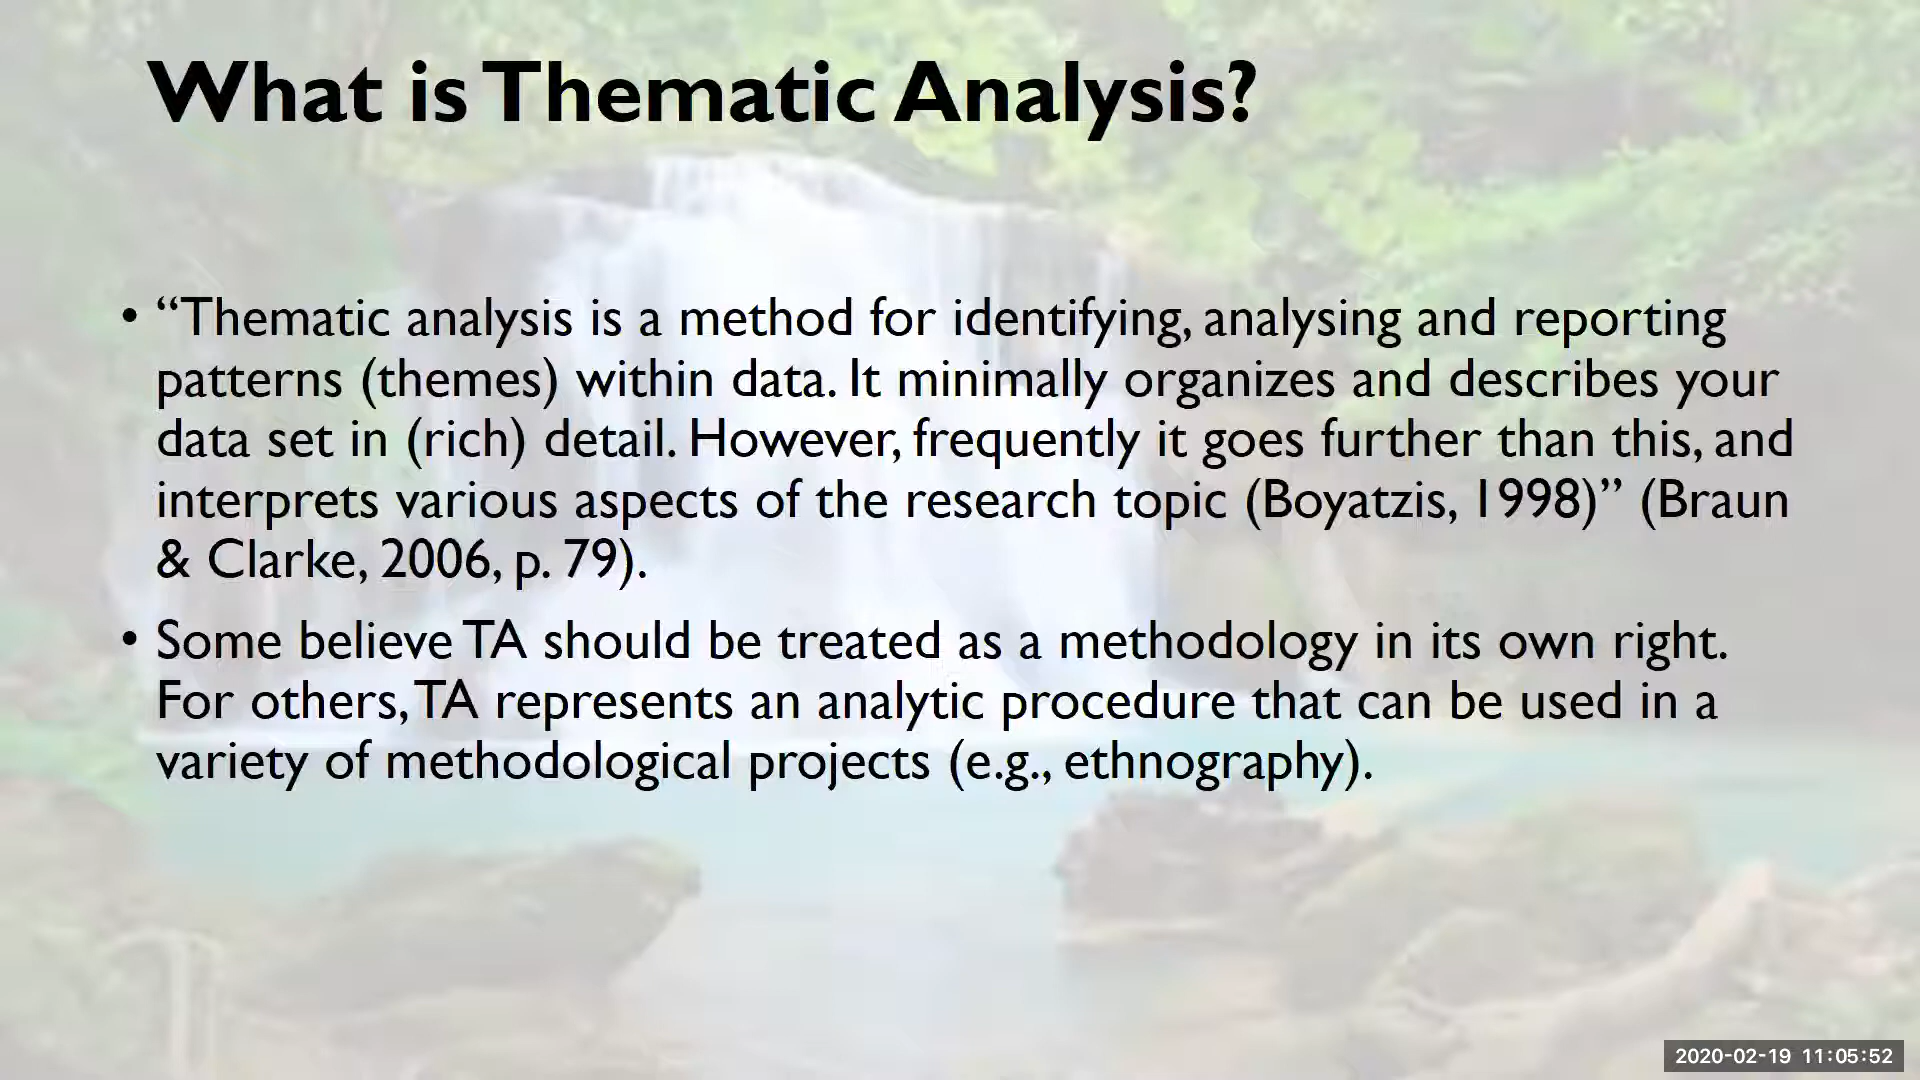 What is Thematic Analysis?
• “Thematic analysis is a method for identifying, analysing and reporting
patterns (themes) within data. It minimally organizes and describes your
data set in (rich) detail. However, frequently it goes further than this, and
interprets various aspects of the research topic (Boyatzis, 1998)” (Braun
& Clarke, 2006, p. 79).
• Some believe TA should be treated as a methodology in its own right.
For others, TA represents an analytic procedure that can be used in a
variety of methodological projects (e.g., ethnography).
2020-02-19 11:05:52